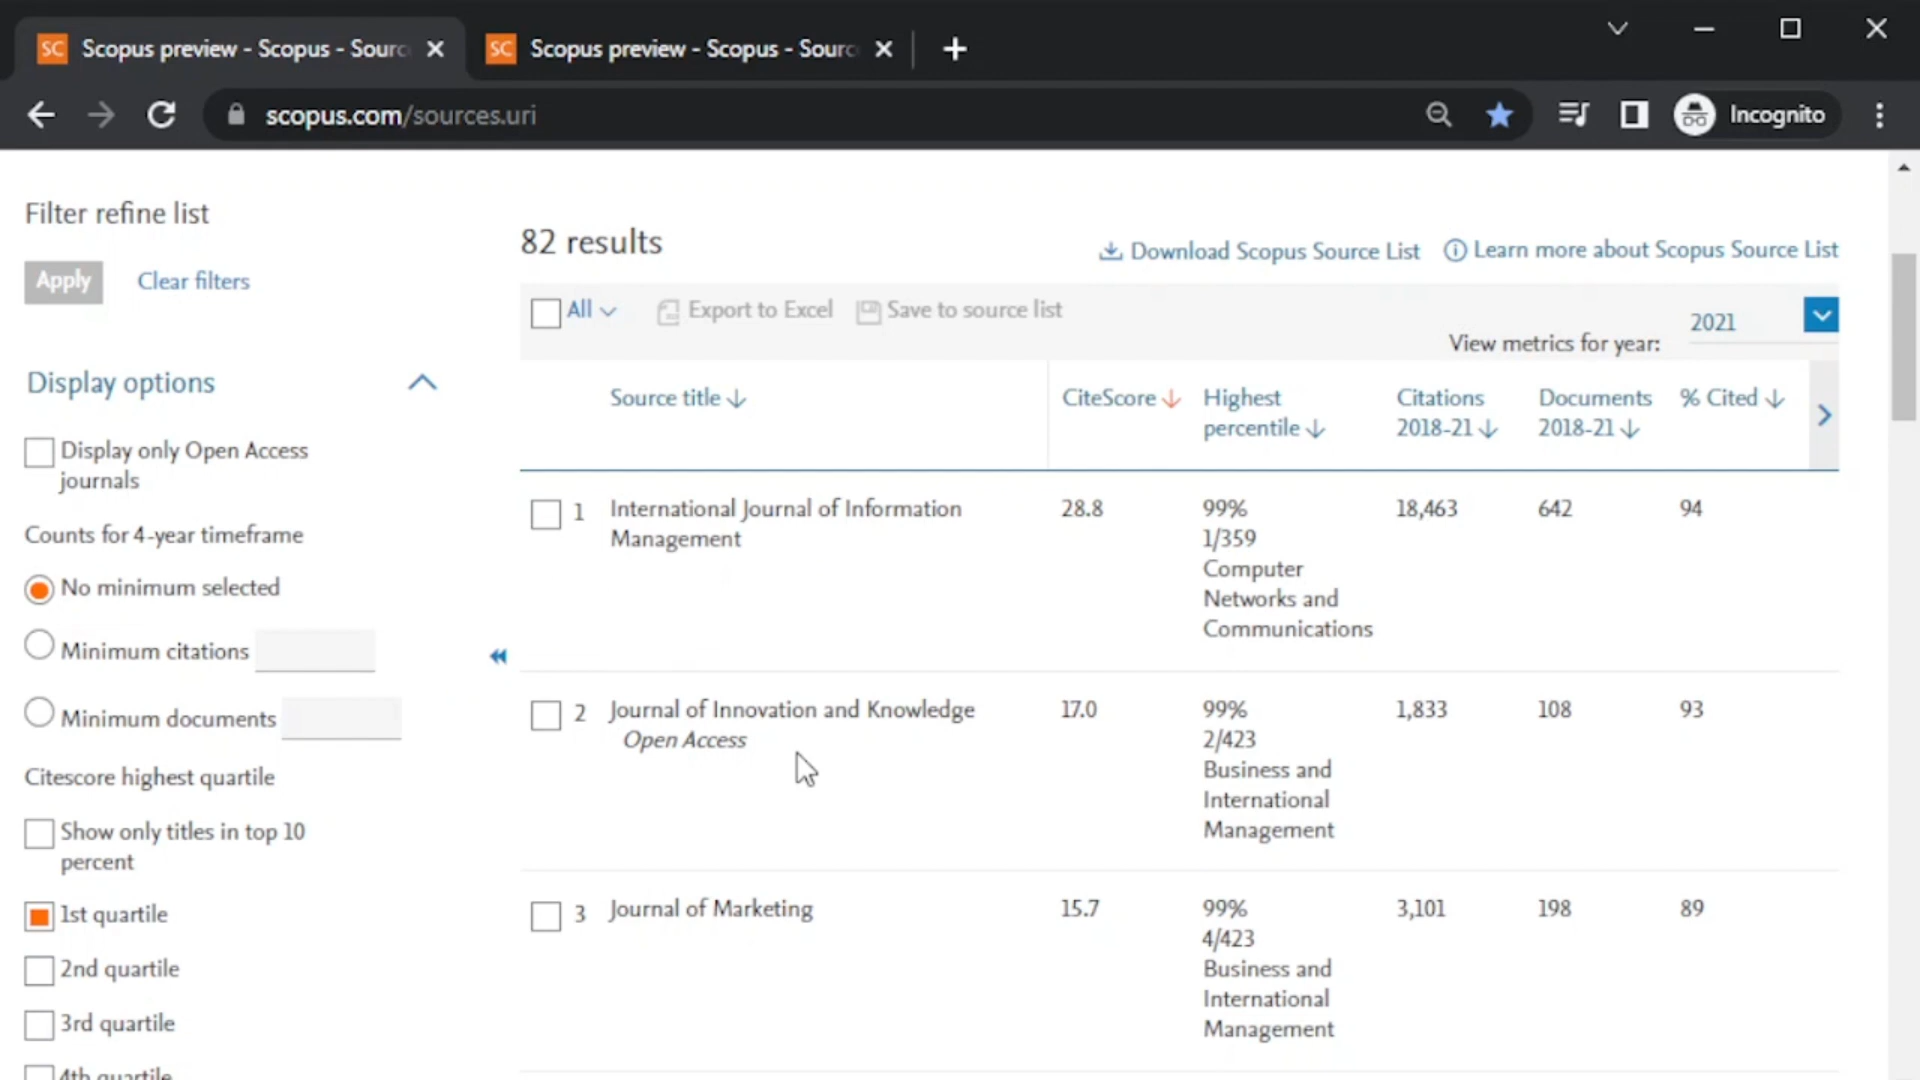 Scopus preview - Scopus - Sourc
Scopus preview - Scopus - Sourc
scopus.com/sources.uri
Incognito
Filter refine list
Apply
Clear filters
Display options
Display only Open Access
journals
Counts for 4-year timeframe
No minimum selected
Minimum citations
Minimum documents
Citescore highest quartile
Show only titles in top 10
percent
1st quartile
2nd quartile
3rd quartile
4th quartile
82 results
Download Scopus Source List
Learn more about Scopus Source List
All
Export to Excel
Save to source list
View metrics for year:
2021
Source title
CiteScore
Highest
percentile
Citations
2018-21
Documents
2018-21
% Cited
1
International Journal of Information
Management
28.8
99%
1/359
Computer
Networks and
Communications
18,463
642
94
2
Journal of Innovation and Knowledge
Open Access
17.0
99%
2/423
Business and
International
Management
1,833
108
93
3
Journal of Marketing
15.7
99%
4/423
Business and
International
Management
3,101
198
89